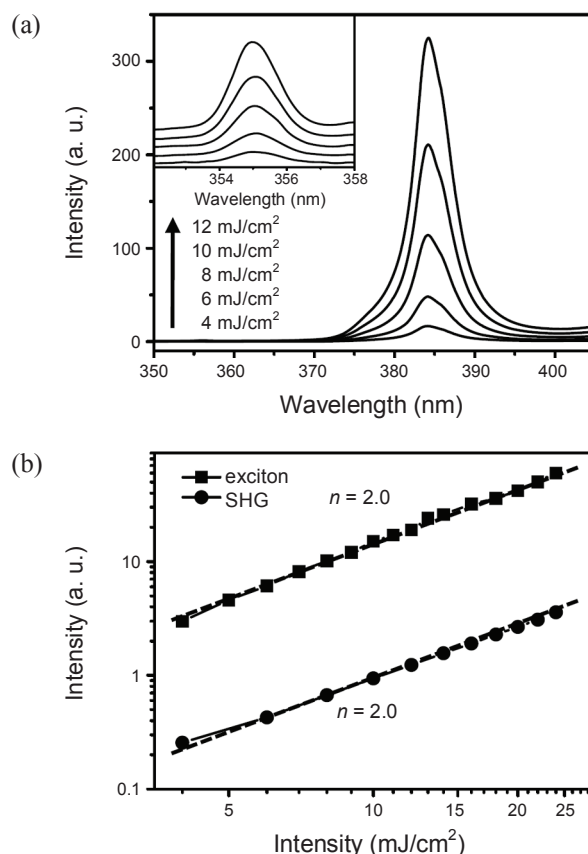 (a)
Intensity (a. u.)
300
200
100
0
354 356 358
Wavelength (nm)
12 mJ/cm²
10 mJ/cm²
8 mJ/cm²
6 mJ/cm²
4 mJ/cm²
350 360 370 380 390 400
Wavelength (nm)
(b)
Intensity (a. u.)
exciton
SHG
n = 2.0
10
1
n = 2.0
0.1
5 10 15 20 25
Intensity (mJ/cm²)